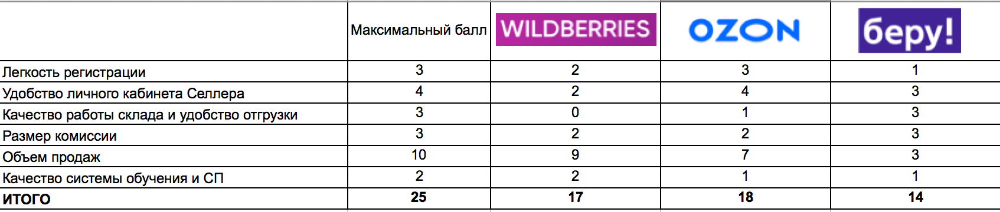 Максимальный балл WILDBERRIES OZON беру!
Легкость регистрации 3 2 3 1
Удобство личного кабинета Селлера 4 2 4 3
Качество работы склада и удобство отгрузки 3 0 1 3
Размер комиссии 3 2 2 3
Объем продаж 10 9 7 3
Качество системы обучения и СП 2 2 1 1
ИТОГО 25 17 18 14